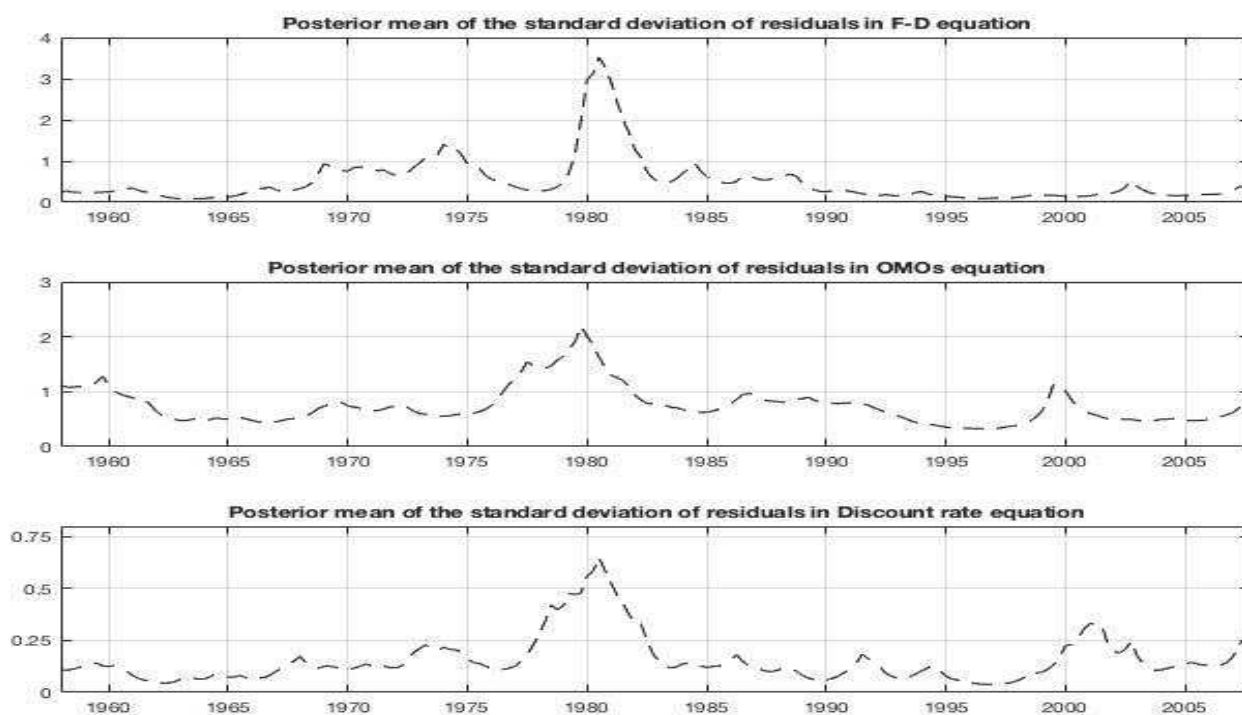 Posterior mean of the standard deviation of residuals in F-D equation
4
3
2
1
0
1960 1965 1970 1975 1980 1985 1990 1995 2000 2005
Posterior mean of the standard deviation of residuals in OMOs equation
3
2
1
0
1960 1965 1970 1975 1980 1985 1990 1995 2000 2005
Posterior mean of the standard deviation of residuals in Discount rate equation
0.75
0.5
0.25
0
1960 1965 1970 1975 1980 1985 1990 1995 2000 2005